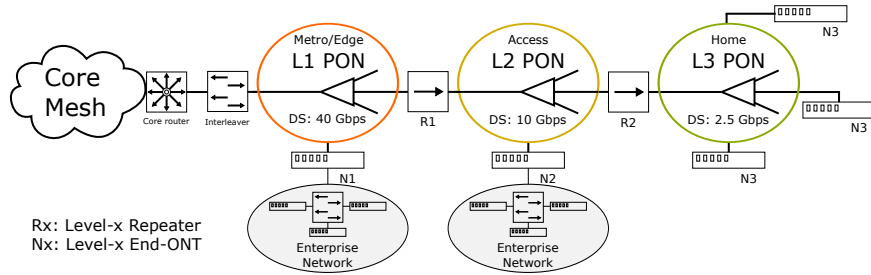 Core
Mesh
Core router
Interleaver
Metro/Edge
L1 PON
DS: 40 Gbps
R1
Access
L2 PON
DS: 10 Gbps
R2
Home
L3 PON
DS: 2.5 Gbps
N3
N3
N3
N1
N2
Enterprise
Network
Enterprise
Network
Rx: Level-x Repeater
Nx: Level-x End-ONT